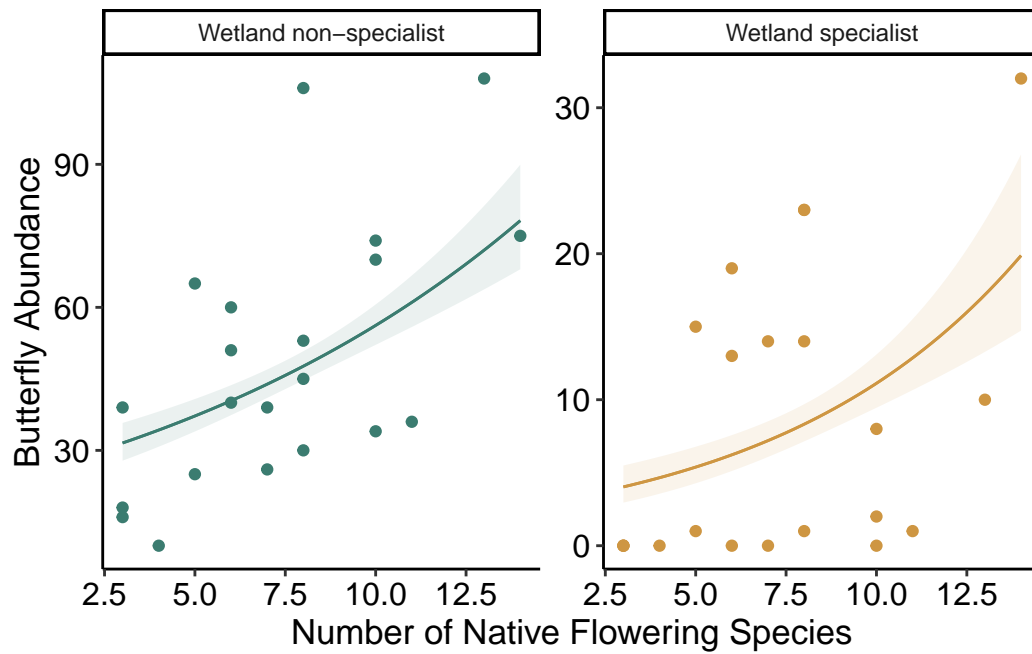 Wetland non−specialist
Wetland specialist
Butterfly Abundance
90
60
30
30
20
10
0
2.5 5.0 7.5 10.0 12.5
2.5 5.0 7.5 10.0 12.5
Number of Native Flowering Species